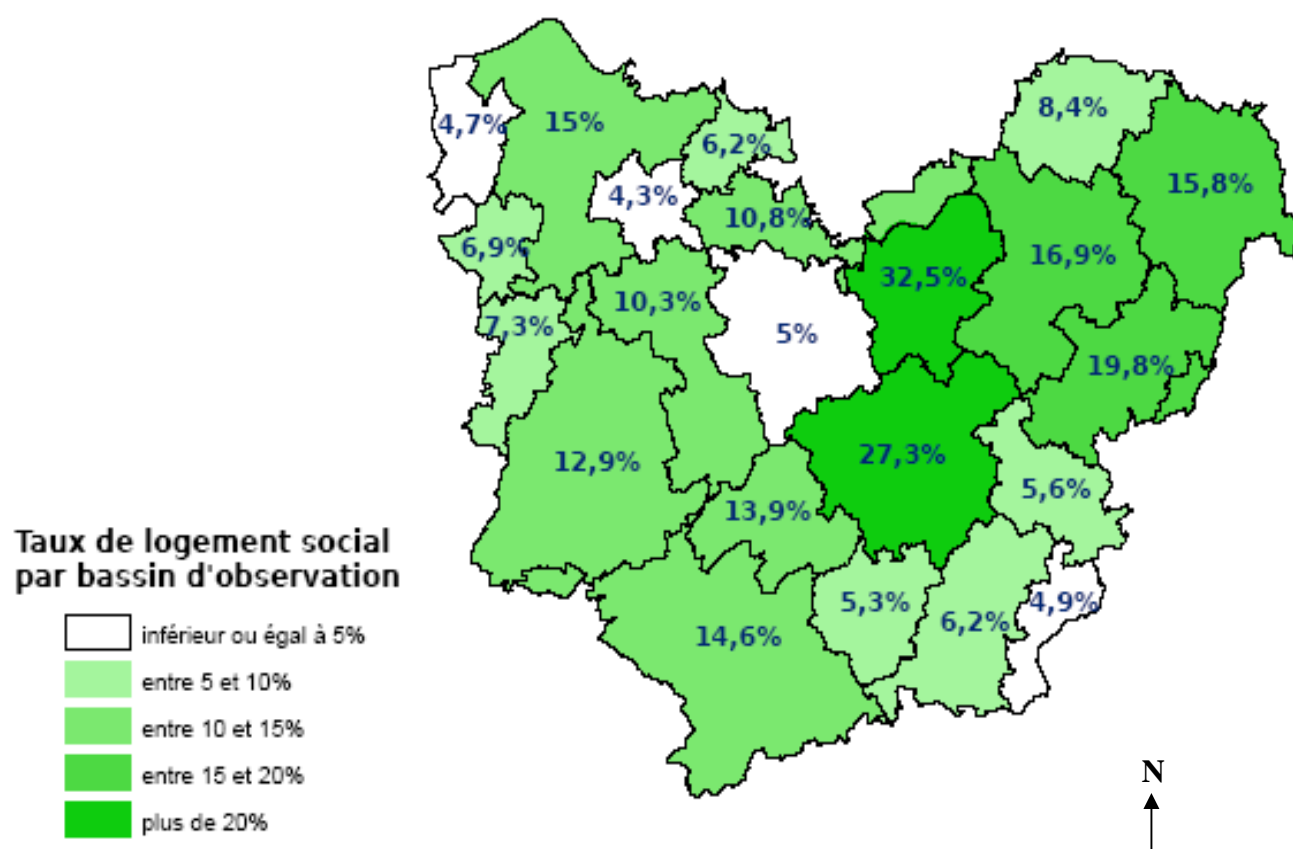 8,4%
4,7%
15%
6,2%
15,8%
4,3%
10,8%
6,9%
16,9%
32,5%
10,3%
7,3%
5%
19,8%
12,9%
27,3%
5,6%
13,9%
Taux de logement social
par bassin d'observation
5,3%
4,9%
6,2%
14,6%
inférieur ou égal à 5%
entre 5 et 10%
entre 10 et 15%
entre 15 et 20%
plus de 20%
N